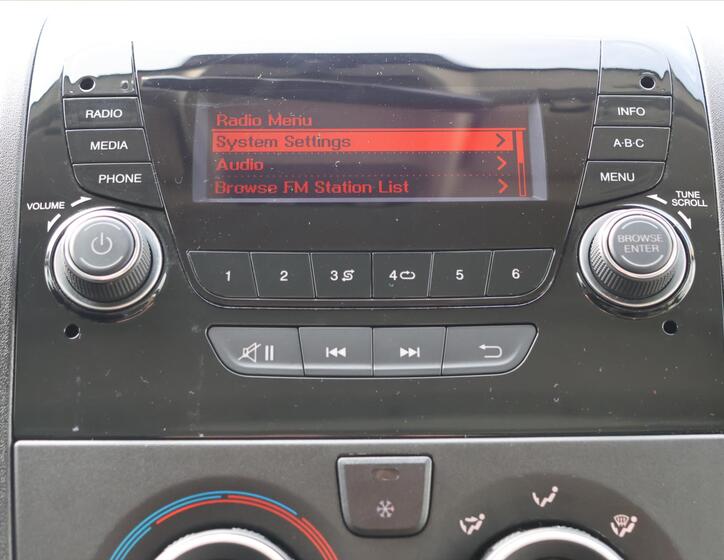 RADIO
MEDIA
PHONE
VOLUME
Radio Menu
System Settings
Audio
Browse FM Station List
INFO
A·B·C
MENU
TUNE
SCROLL
BROWSE
ENTER
1
2
3
4
5
6